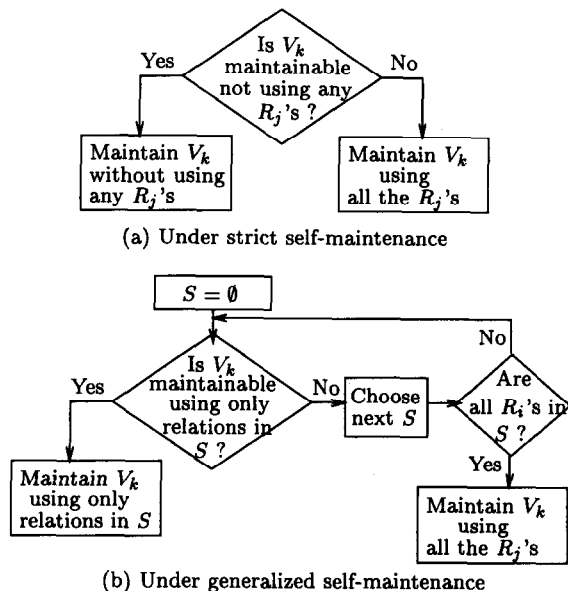 Is V_k
maintainable
not using any
R_j's ?
Yes
No
Maintain V_k
without using
any R_j's
Maintain V_k
using
all the R_j's
(a) Under strict self-maintenance
S = ∅
Is V_k
maintainable
using only
relations in
S ?
Yes
No
Choose
next S
Are
all R_i's in
S ?
No
Yes
Maintain V_k
using only
relations in S
Maintain V_k
using
all the R_j's
(b) Under generalized self-maintenance